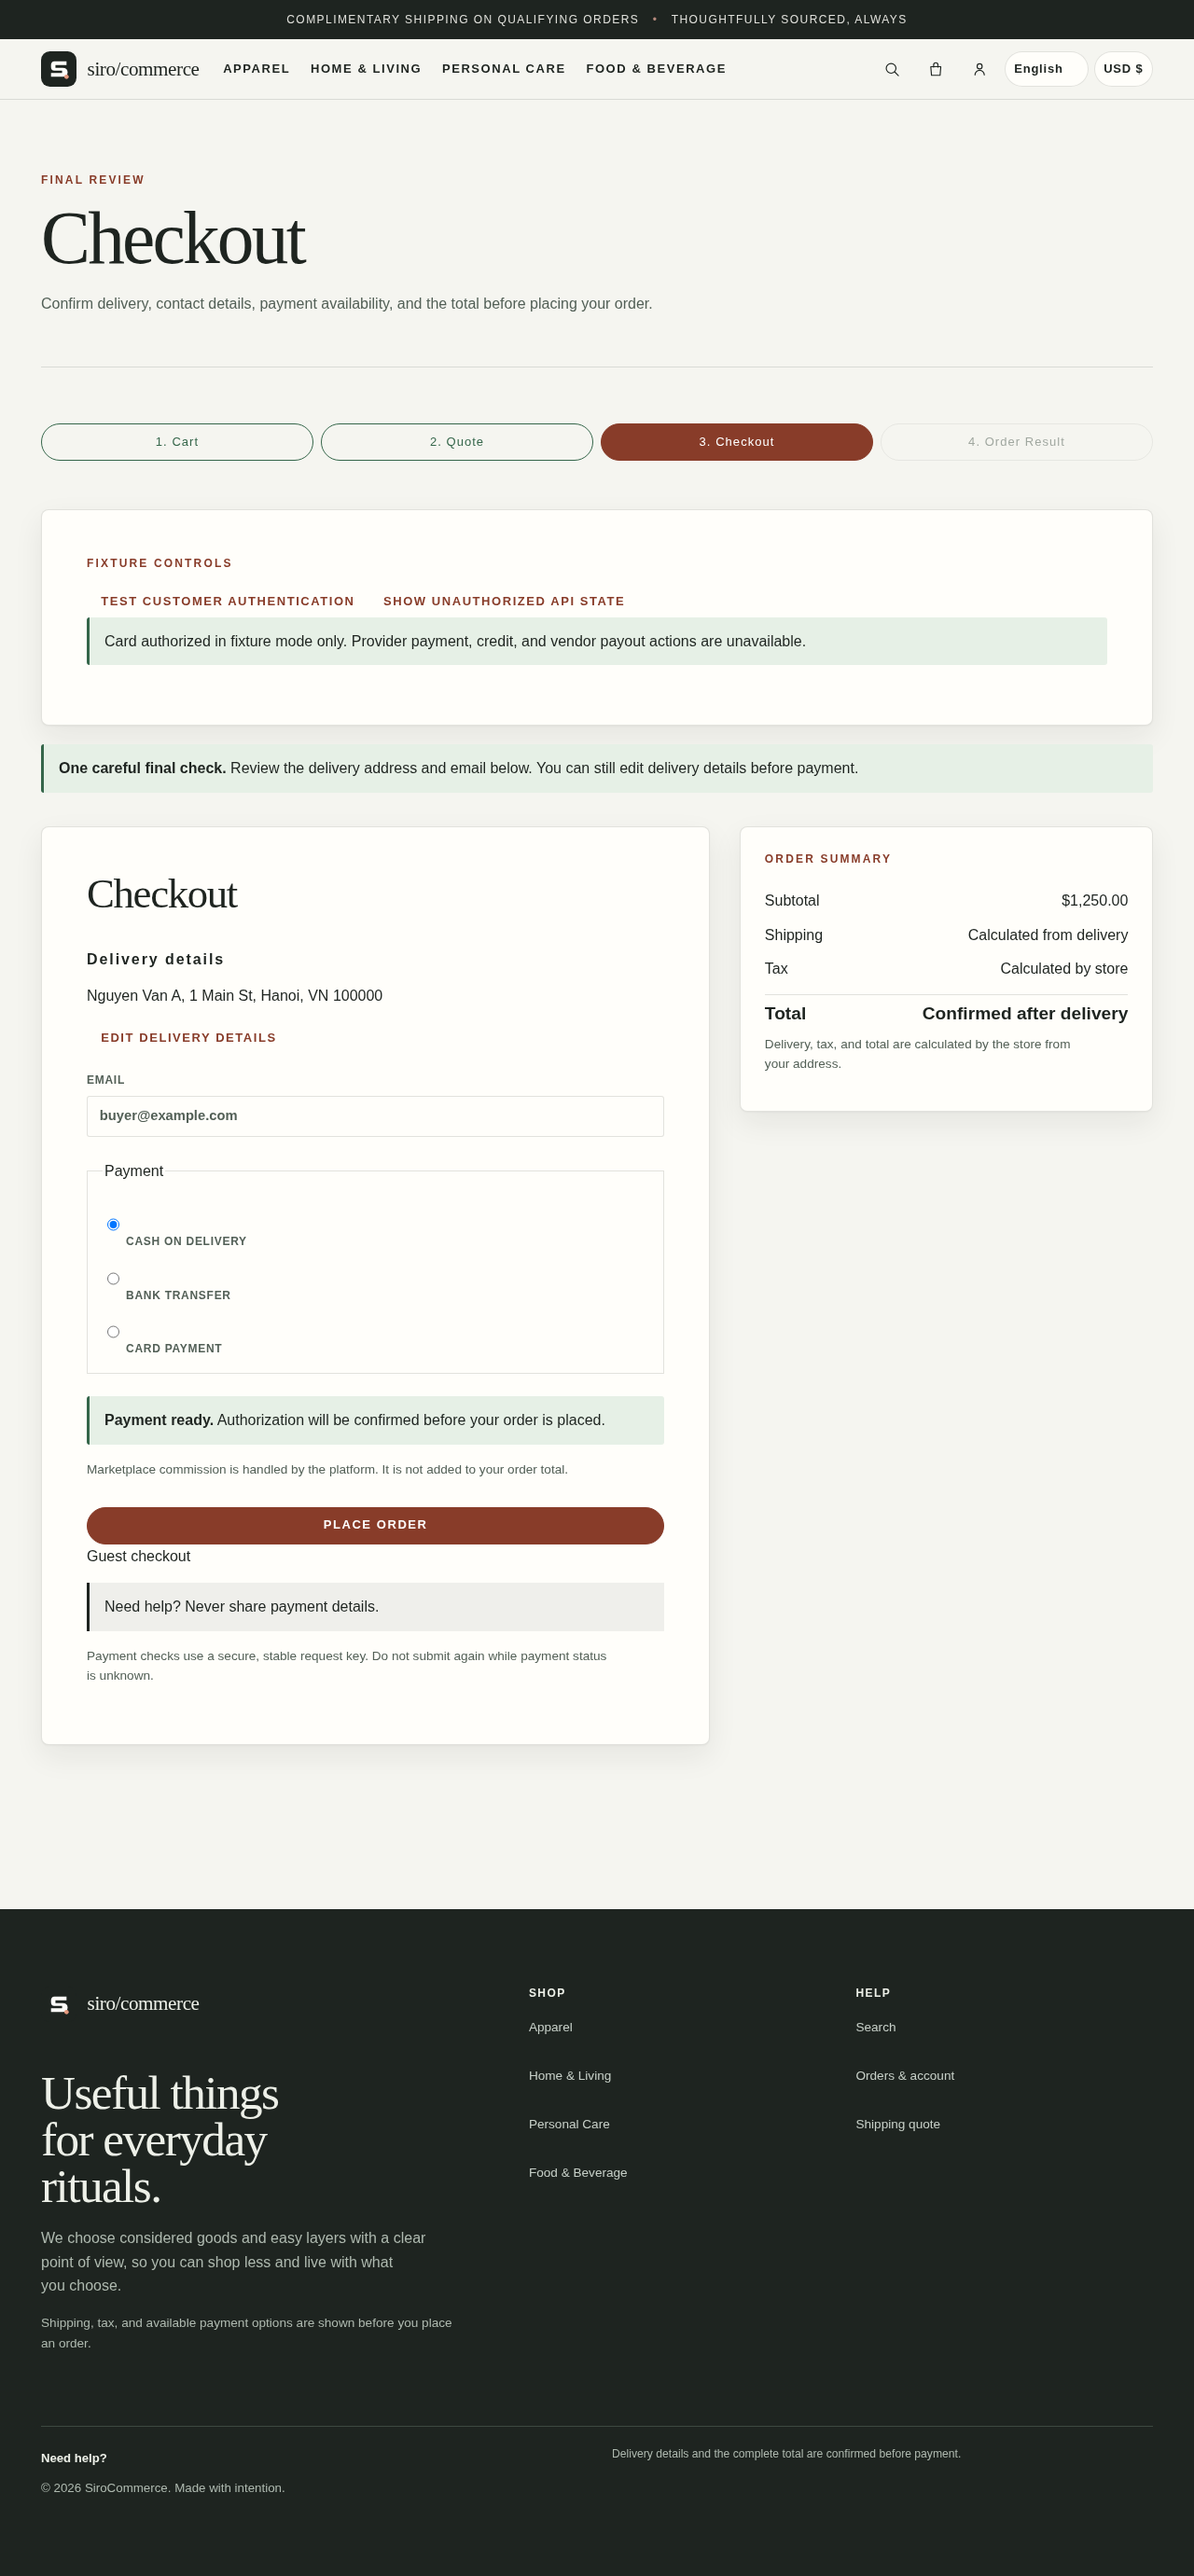 COMPLIMENTARY SHIPPING ON QUALIFYING ORDERS • THOUGHTFULLY SOURCED, ALWAYS
siro/commerce APPAREL HOME & LIVING PERSONAL CARE FOOD & BEVERAGE English USD $
FINAL REVIEW
Checkout
Confirm delivery, contact details, payment availability, and the total before placing your order.
1. Cart 2. Quote 3. Checkout 4. Order Result
FIXTURE CONTROLS
TEST CUSTOMER AUTHENTICATION SHOW UNAUTHORIZED API STATE
Card authorized in fixture mode only. Provider payment, credit, and vendor payout actions are unavailable.
One careful final check. Review the delivery address and email below. You can still edit delivery details before payment.
Checkout
Delivery details
Nguyen Van A, 1 Main St, Hanoi, VN 100000
EDIT DELIVERY DETAILS
EMAIL
buyer@example.com
Payment
CASH ON DELIVERY
BANK TRANSFER
CARD PAYMENT
Payment ready. Authorization will be confirmed before your order is placed.
Marketplace commission is handled by the platform. It is not added to your order total.
PLACE ORDER
Guest checkout
Need help? Never share payment details.
Payment checks use a secure, stable request key. Do not submit again while payment status
is unknown.
ORDER SUMMARY
Subtotal $1,250.00
Shipping Calculated from delivery
Tax Calculated by store
Total Confirmed after delivery
Delivery, tax, and total are calculated by the store from
your address.
siro/commerce
Useful things
for everyday
rituals.
We choose considered goods and easy layers with a clear
point of view, so you can shop less and live with what
you choose.
Shipping, tax, and available payment options are shown before you place
an order.
SHOP
Apparel
Home & Living
Personal Care
Food & Beverage
HELP
Search
Orders & account
Shipping quote
Need help?
© 2026 SiroCommerce. Made with intention.
Delivery details and the complete total are confirmed before payment.